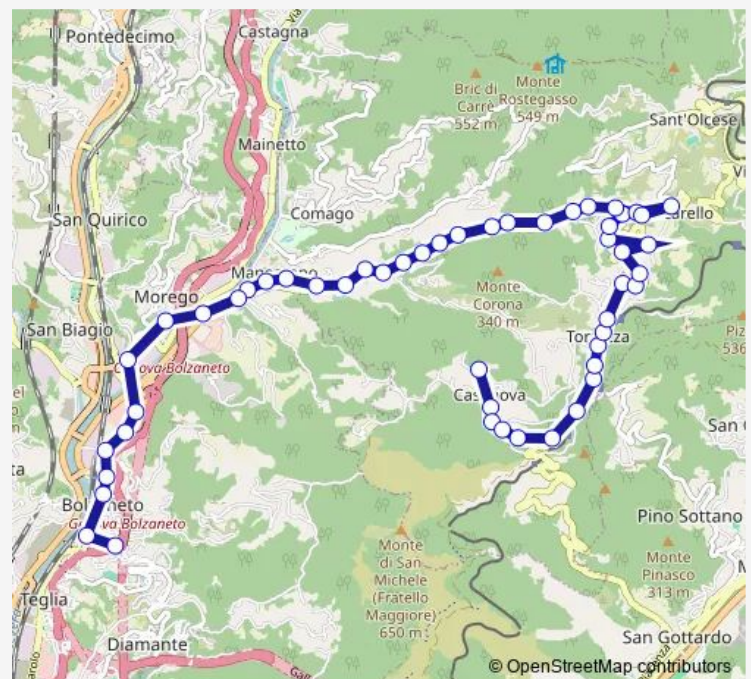 Pontedecimo
Castagna
Bric di
Carrè
552 m
Monte
Rostegasso
549 m
Sant'Olcese
Mainetto
San Quirico
Comago
Morego
Monte
Corona
340 m
San Biagio
Genova Bolzaneto
Bolzaneto
Genova Bolzaneto
Monte
di San
Michele
(Fratello
Maggiore)
650 m
Pino Sottano
Monte
Pinasco
313 m
Teglia
Diamante
San Gottardo
© OpenStreetMap contributors